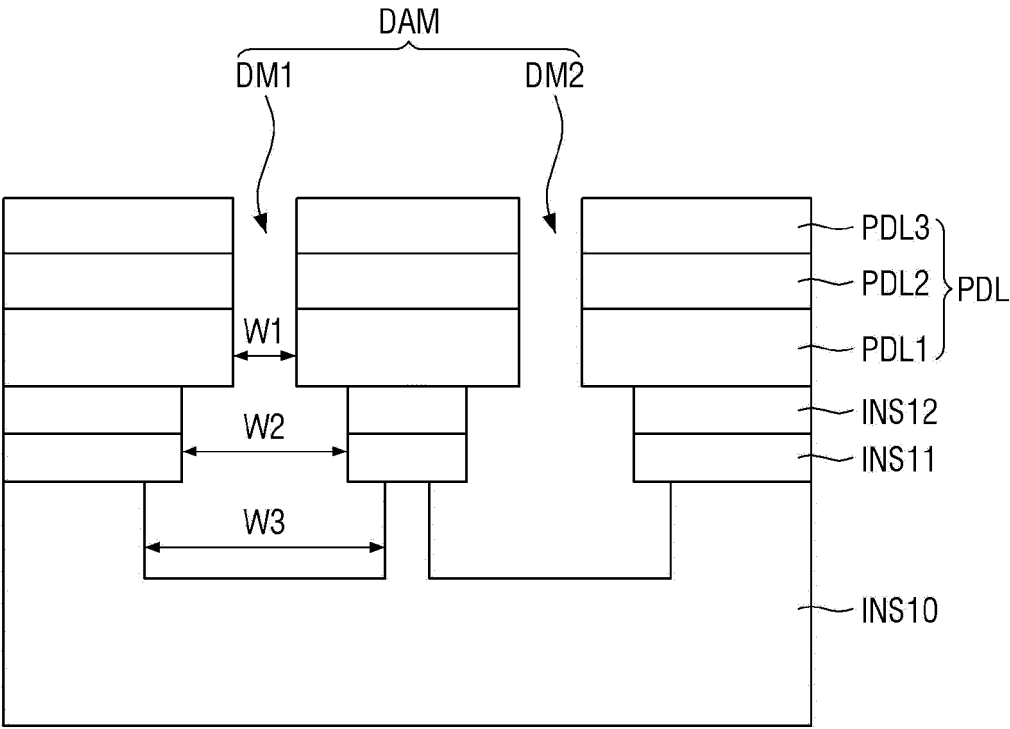 DAM
DM1 DM2
PDL3
PDL2 PDL
W1 PDL1
INS12
W2
INS11
W3
INS10